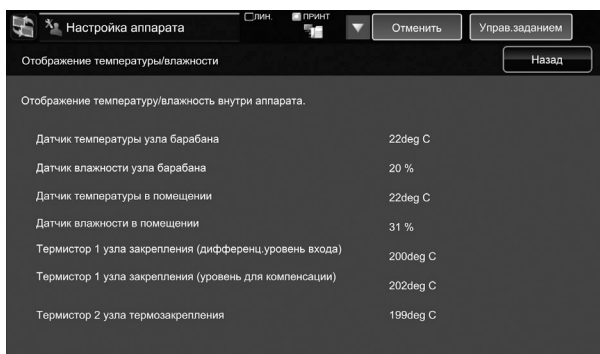 Настройка аппарата
ЛИН.
ПРИНТ
Отменить
Управ.заданием
Отображение температуры/влажности
Назад
Отображение температуру/влажность внутри аппарата.
Датчик температуры узла барабана 22deg C
Датчик влажности узла барабана 20 %
Датчик температуры в помещении 22deg C
Датчик влажности в помещении 31 %
Термистор 1 узла закрепления (дифференц.уровень входа) 200deg C
Термистор 1 узла закрепления (уровень для компенсации) 202deg C
Термистор 2 узла термозакрепления 199deg C